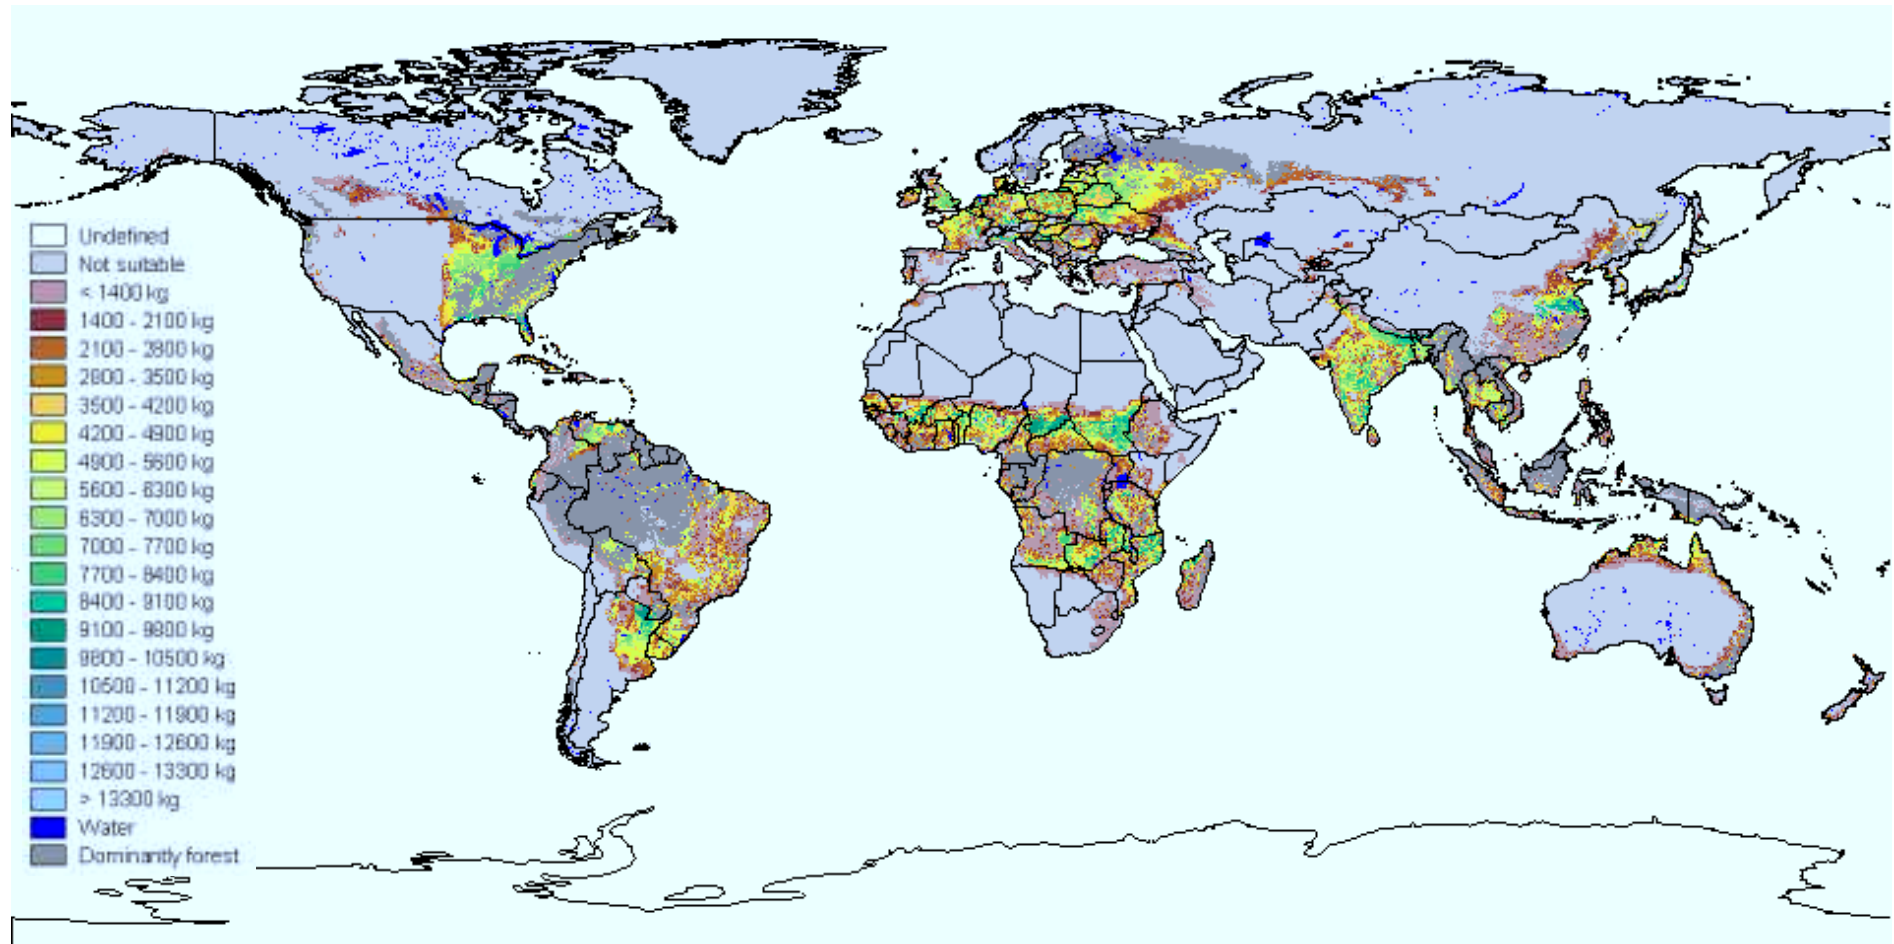 Undefined
Not suitable
< 1400 kg
1400 - 2100 kg
2100 - 2800 kg
2800 - 3500 kg
3500 - 4200 kg
4200 - 4900 kg
4900 - 5600 kg
5600 - 6300 kg
6300 - 7000 kg
7000 - 7700 kg
7700 - 8400 kg
8400 - 9100 kg
9100 - 9800 kg
9800 - 10500 kg
10500 - 11200 kg
11200 - 11900 kg
11900 - 12600 kg
12600 - 13300 kg
> 13300 kg
Water
Dominantly forest